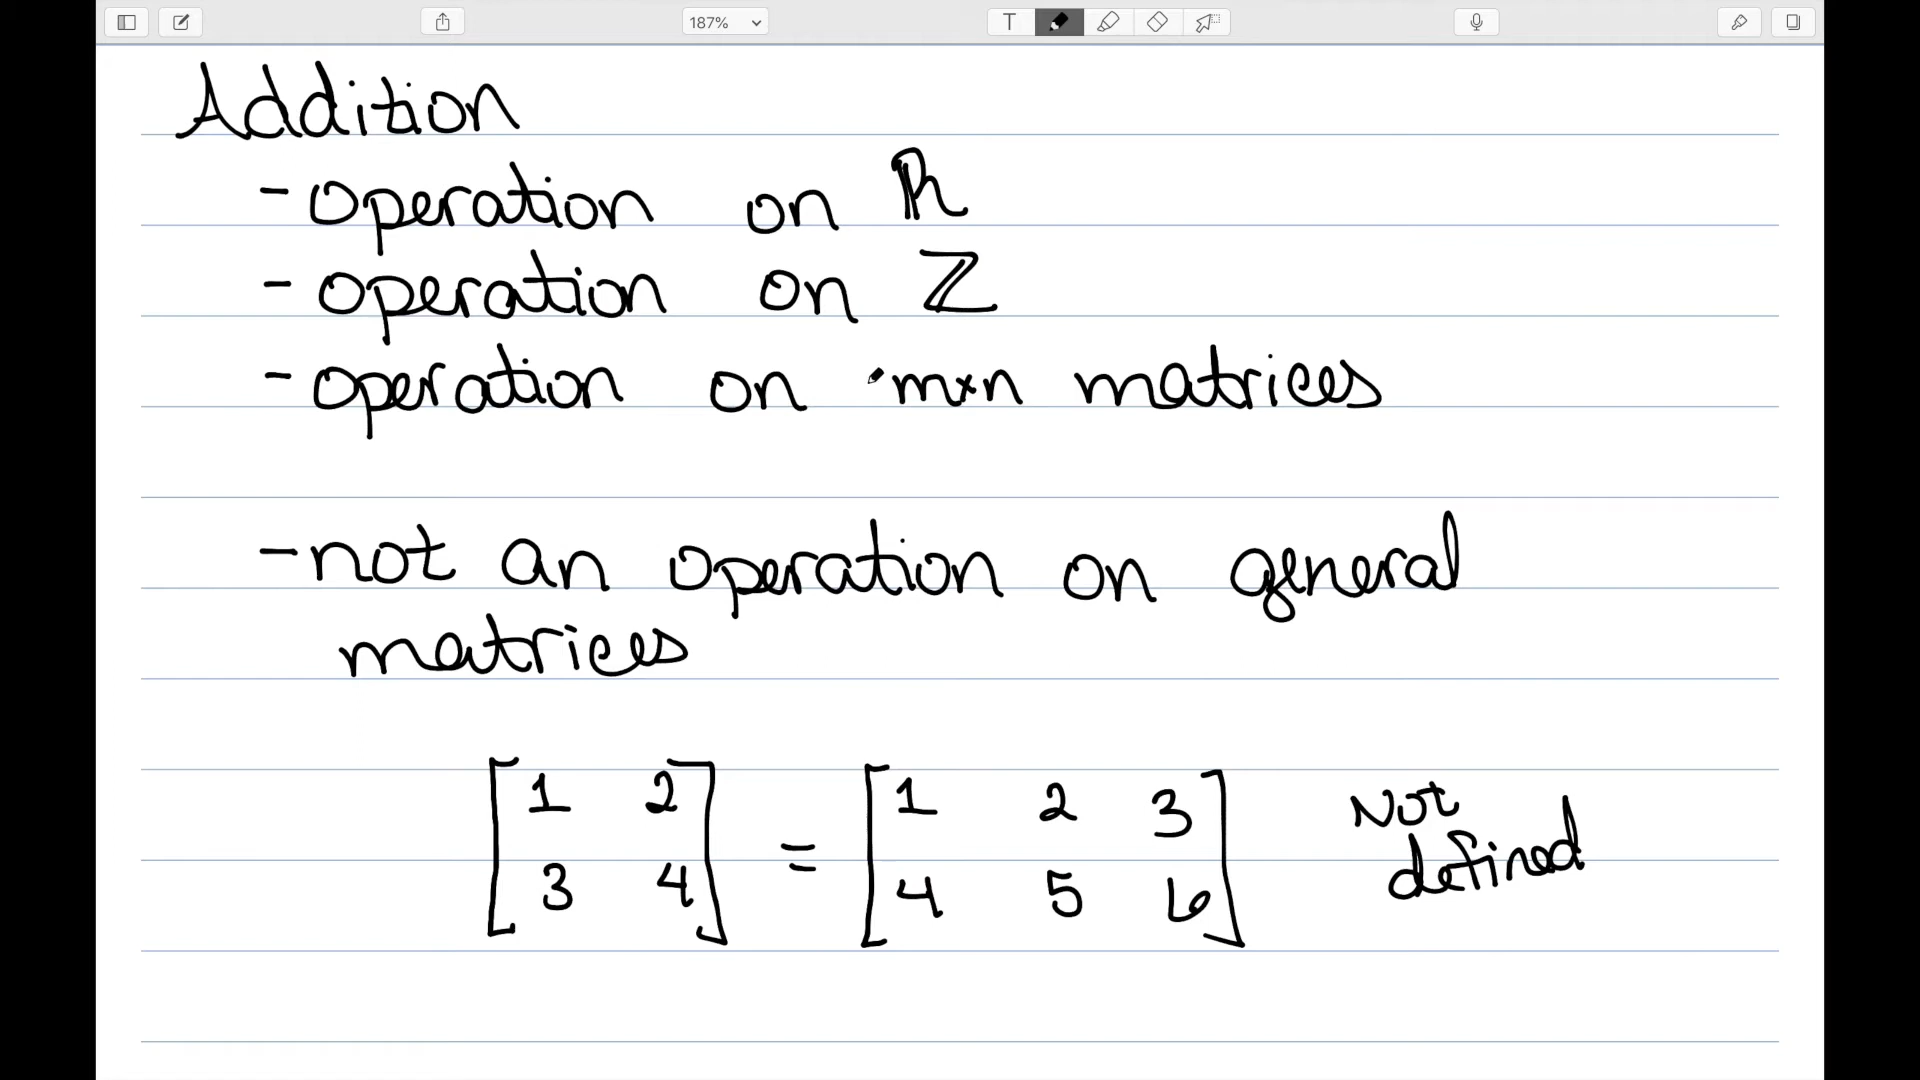 187%
T
Addition
- operation on ℝ
- operation on ℤ
- operation on m×n matrices
- not an operation on general
matrices
[1 2] = [1 2 3] Not
defined
[3 4] [4 5 6]